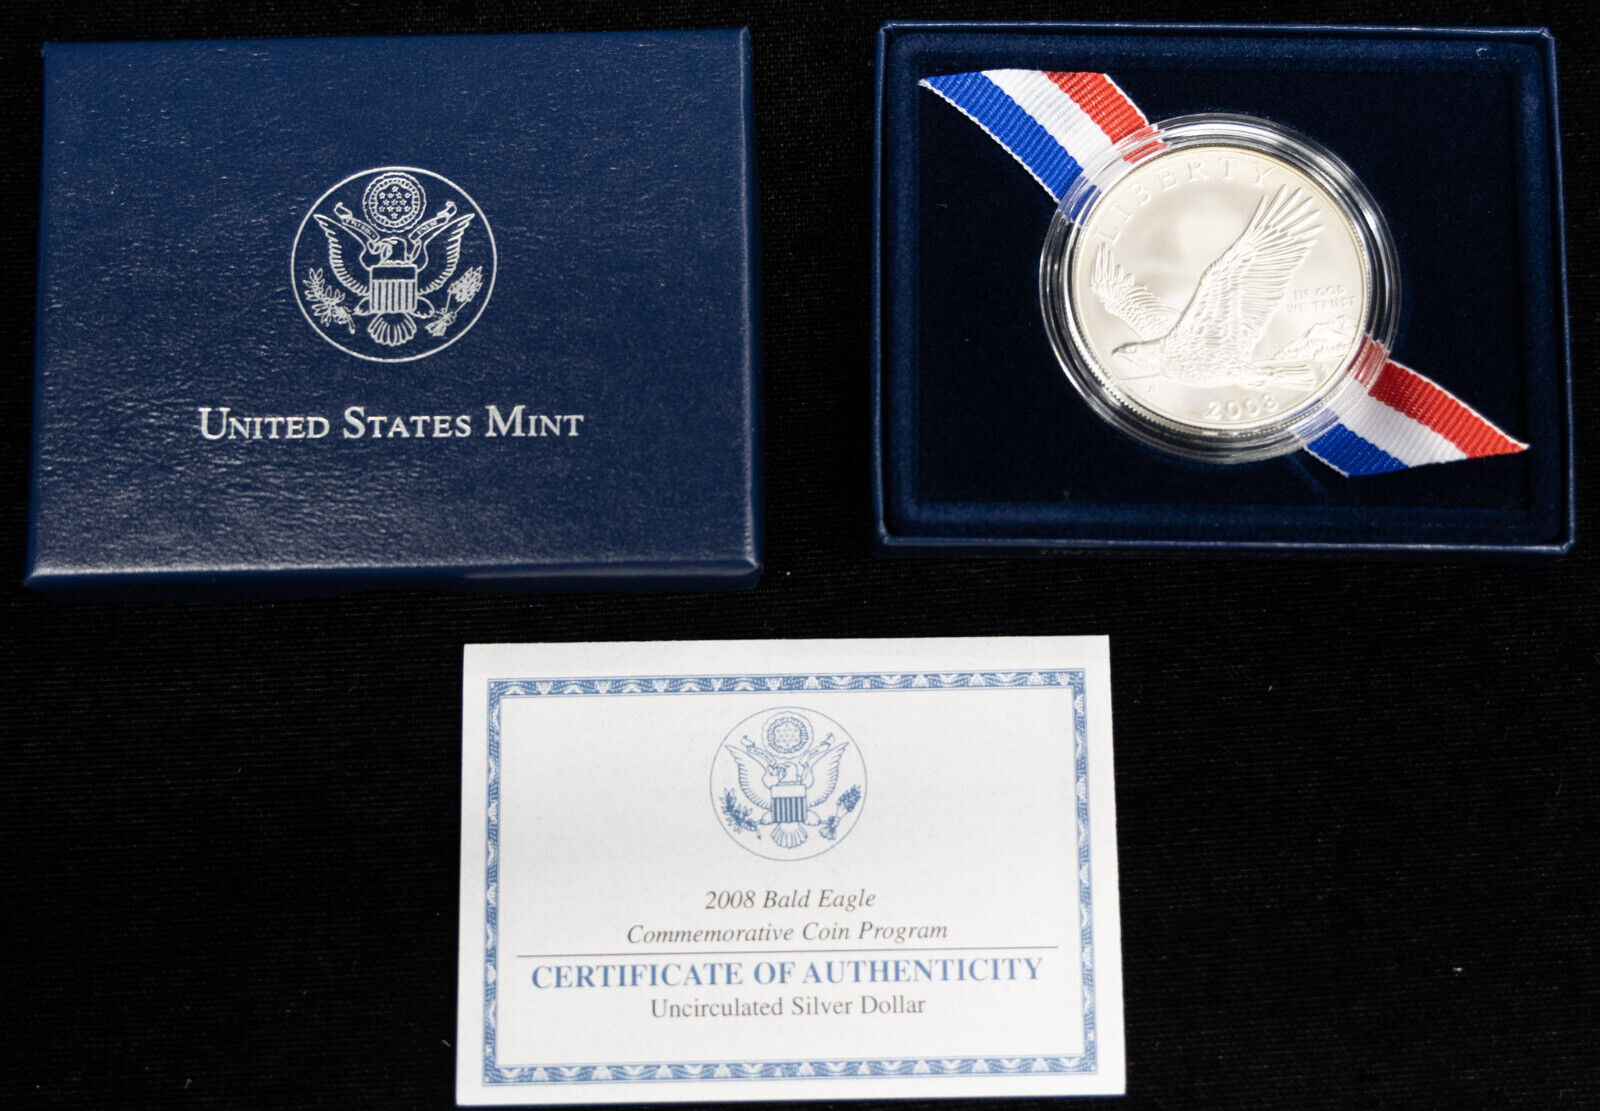 UNITED STATES MINT
LIBERTY
IN GOD
WE TRUST
2008
2008 Bald Eagle
Commemorative Coin Program
CERTIFICATE OF AUTHENTICITY
Uncirculated Silver Dollar